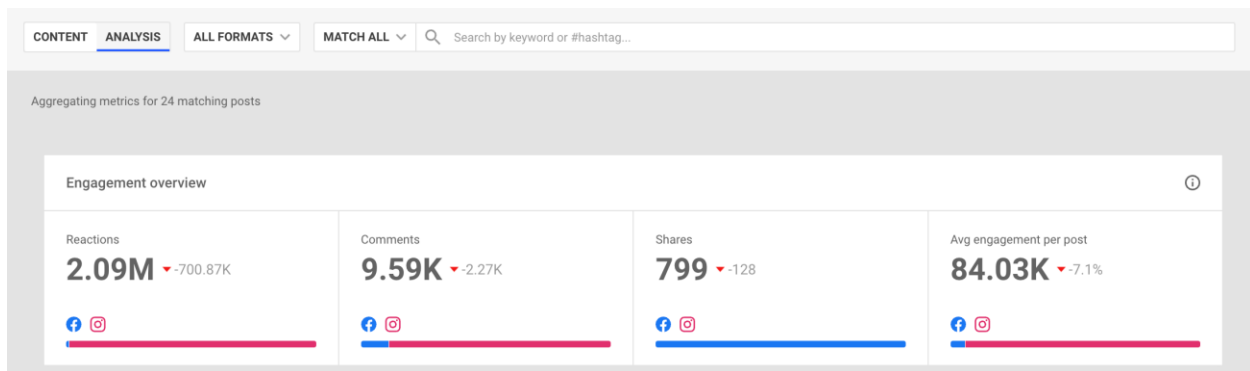 CONTENT ANALYSIS ALL FORMATS MATCH ALL Search by keyword or #hashtag...
Aggregating metrics for 24 matching posts
Engagement overview
Reactions
2.09M -700.87K
Comments
9.59K -2.27K
Shares
799 -128
Avg engagement per post
84.03K -7.1%